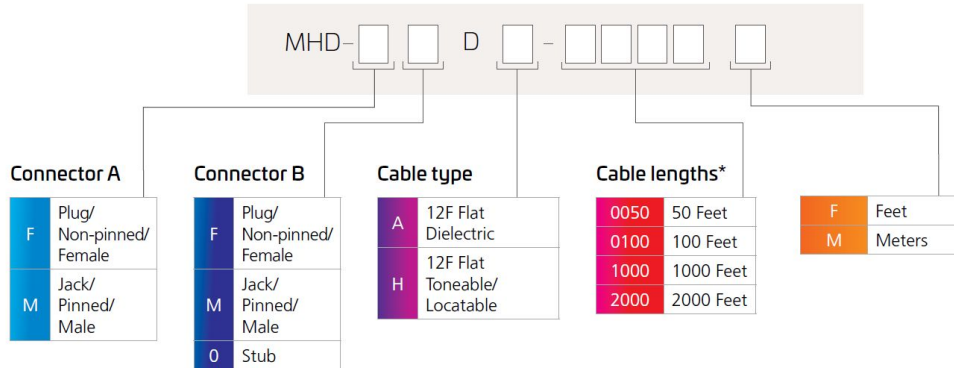 MHD- D -
Connector A
F Plug/
Non-pinned/
Female
M Jack/
Pinned/
Male
Connector B
F Plug/
Non-pinned/
Female
M Jack/
Pinned/
Male
0 Stub
Cable type
A 12F Flat
Dielectric
H 12F Flat
Toneable/
Locatable
Cable lengths*
0050 50 Feet
0100 100 Feet
1000 1000 Feet
2000 2000 Feet
F Feet
M Meters